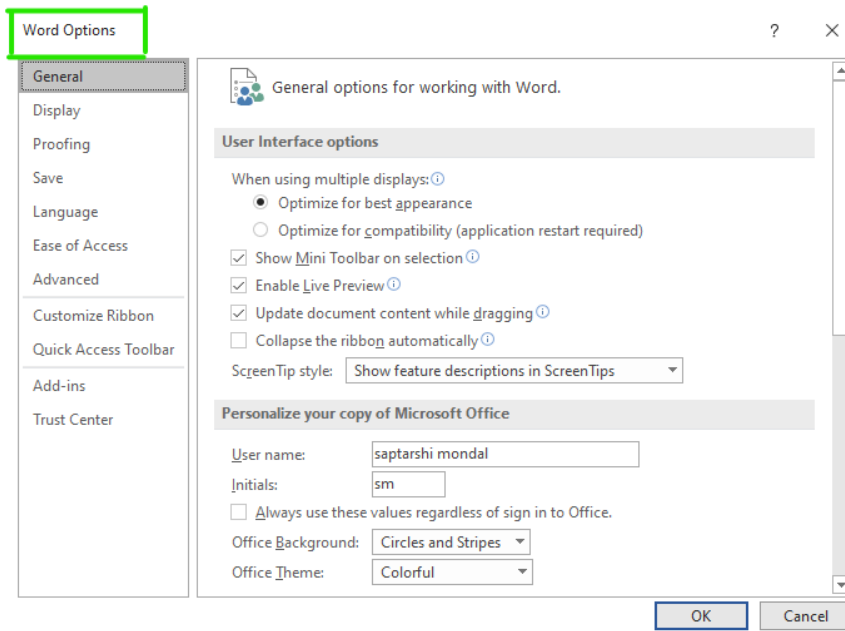 Word Options
?
General
Display
Proofing
Save
Language
Ease of Access
Advanced
Customize Ribbon
Quick Access Toolbar
Add-ins
Trust Center
General options for working with Word.
User Interface options
When using multiple displays:
Optimize for best appearance
Optimize for compatibility (application restart required)
Show Mini Toolbar on selection
Enable Live Preview
Update document content while dragging
Collapse the ribbon automatically
ScreenTip style: Show feature descriptions in ScreenTips
Personalize your copy of Microsoft Office
User name: saptarshi mondal
Initials: sm
Always use these values regardless of sign in to Office.
Office Background: Circles and Stripes
Office Theme: Colorful
OK Cancel